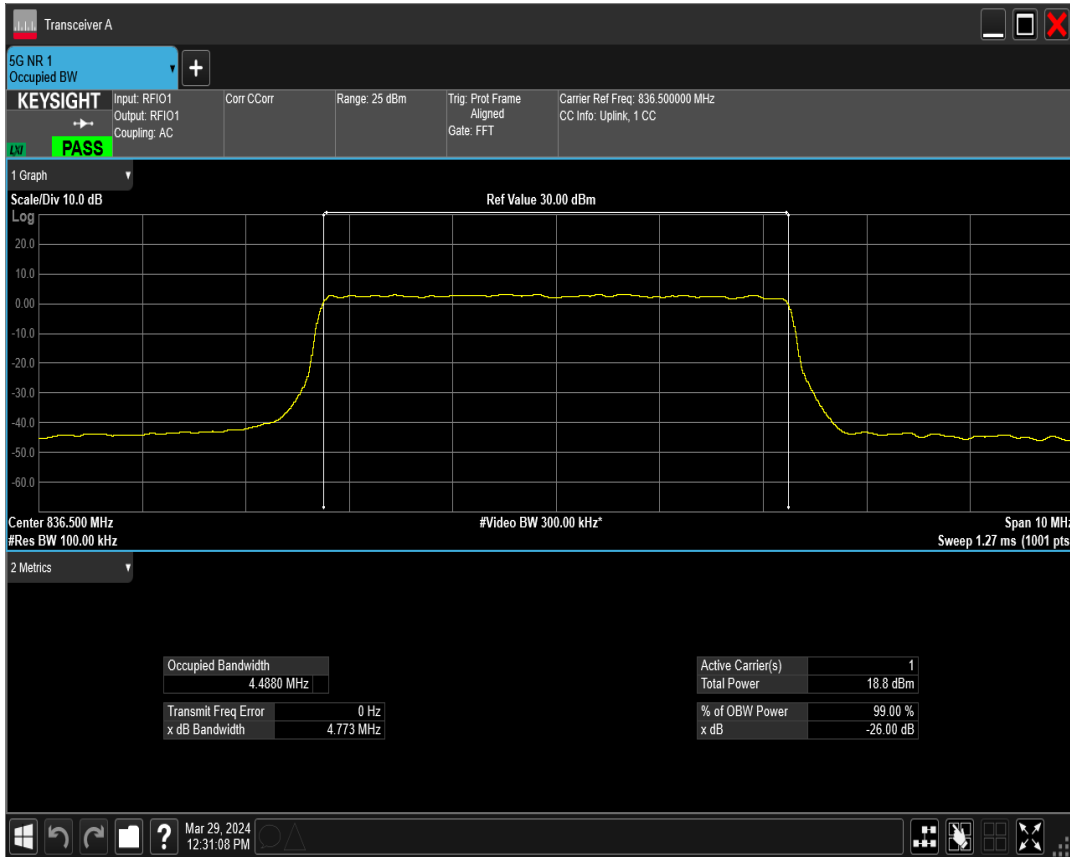 Transceiver A
5G NR 1
Occupied BW
KEYSIGHT
LXI
PASS
Input: RFIO1
Output: RFIO1
Coupling: AC
Corr CCorr
Range: 25 dBm
Trig: Prot Frame
Aligned
Gate: FFT
Carrier Ref Freq: 836.500000 MHz
CC Info: Uplink, 1 CC
1 Graph
Scale/Div 10.0 dB
Ref Value 30.00 dBm
Log
20.0
10.0
0.00
-10.0
-20.0
-30.0
-40.0
-50.0
-60.0
Center 836.500 MHz
#Video BW 300.00 kHz*
Span 10 MHz
#Res BW 100.00 kHz
Sweep 1.27 ms (1001 pts
2 Metrics
Occupied Bandwidth
4.4880 MHz
Transmit Freq Error 0 Hz
x dB Bandwidth 4.773 MHz
Active Carrier(s) 1
Total Power 18.8 dBm
% of OBW Power 99.00 %
x dB -26.00 dB
Mar 29, 2024
12:31:08 PM